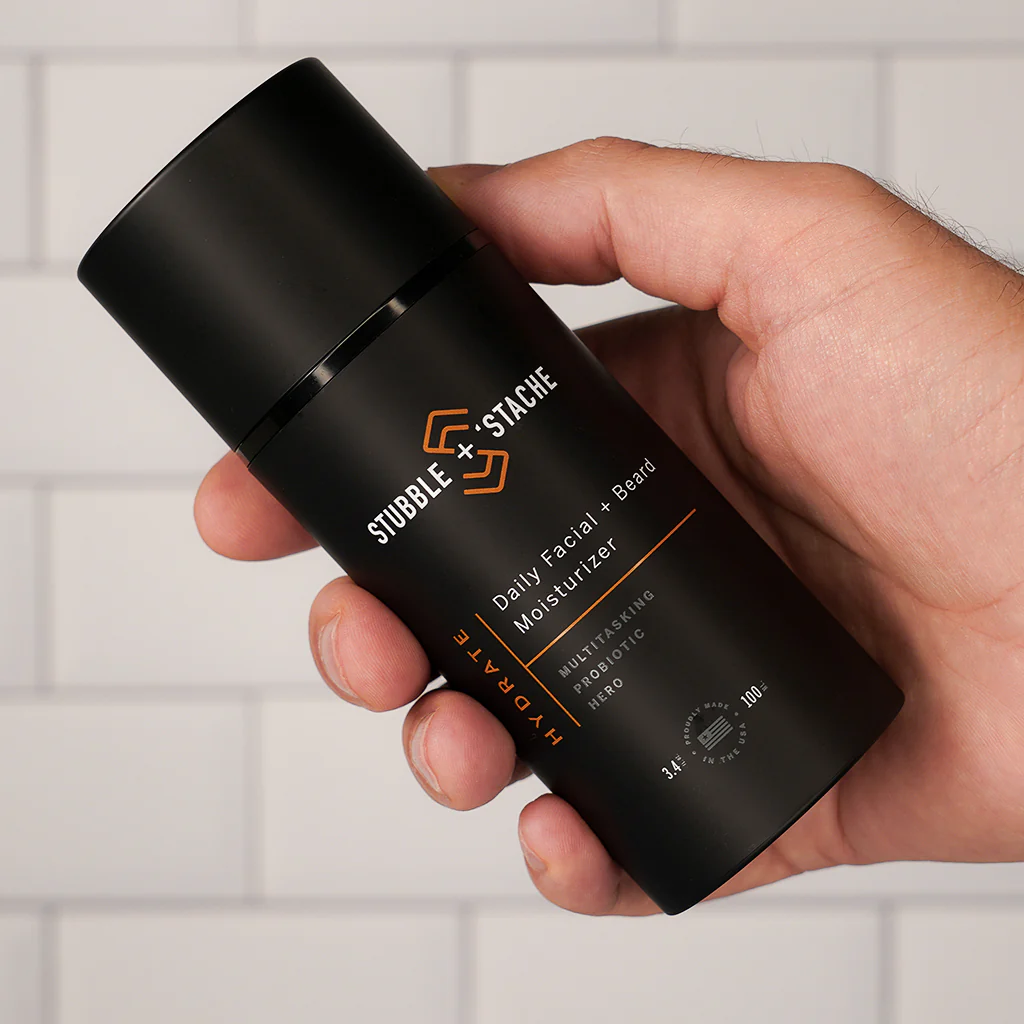 STUBBLE + 'STACHE
Daily Facial + Beard
Moisturizer
HYDRATE
MULTITASKING
PROBIOTIC
HERO
PROUDLY MADE
IN THE USA
3.4
100